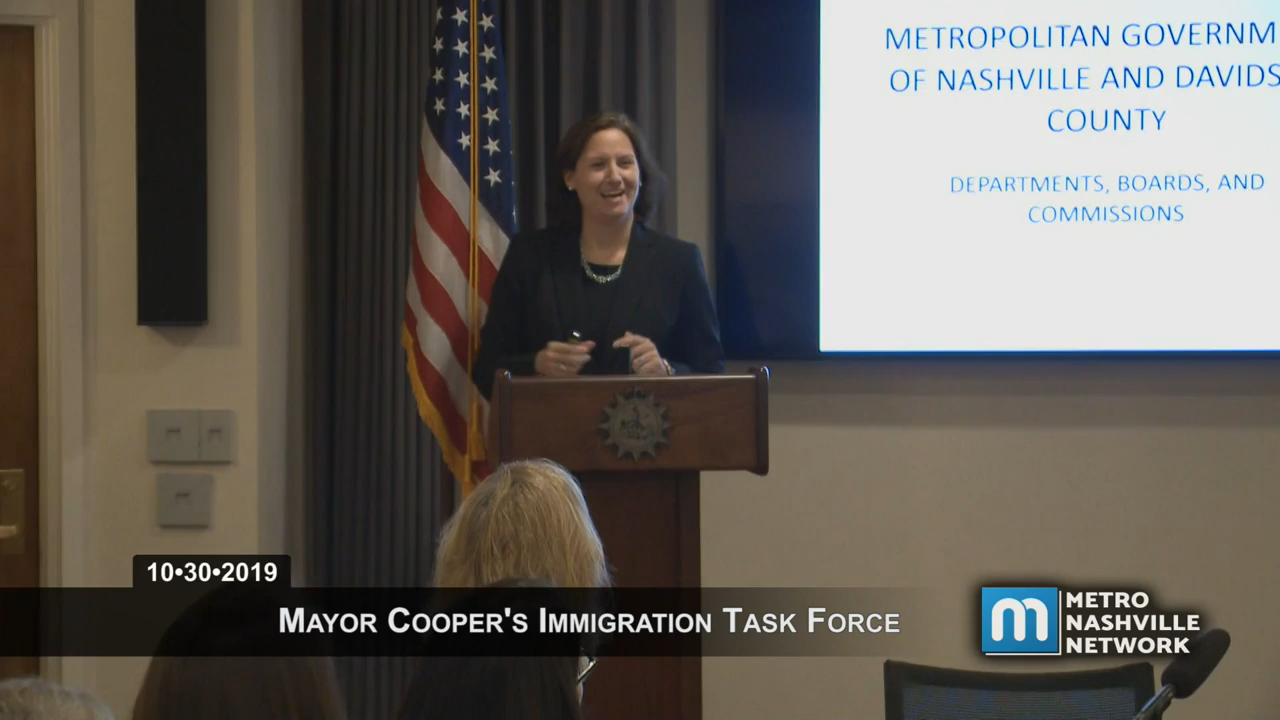 METROPOLITAN GOVERNM
OF NASHVILLE AND DAVIDS
COUNTY
DEPARTMENTS, BOARDS, AND
COMMISSIONS
10•30•2019
MAYOR COOPER'S IMMIGRATION TASK FORCE
m
METRO
NASHVILLE
NETWORK